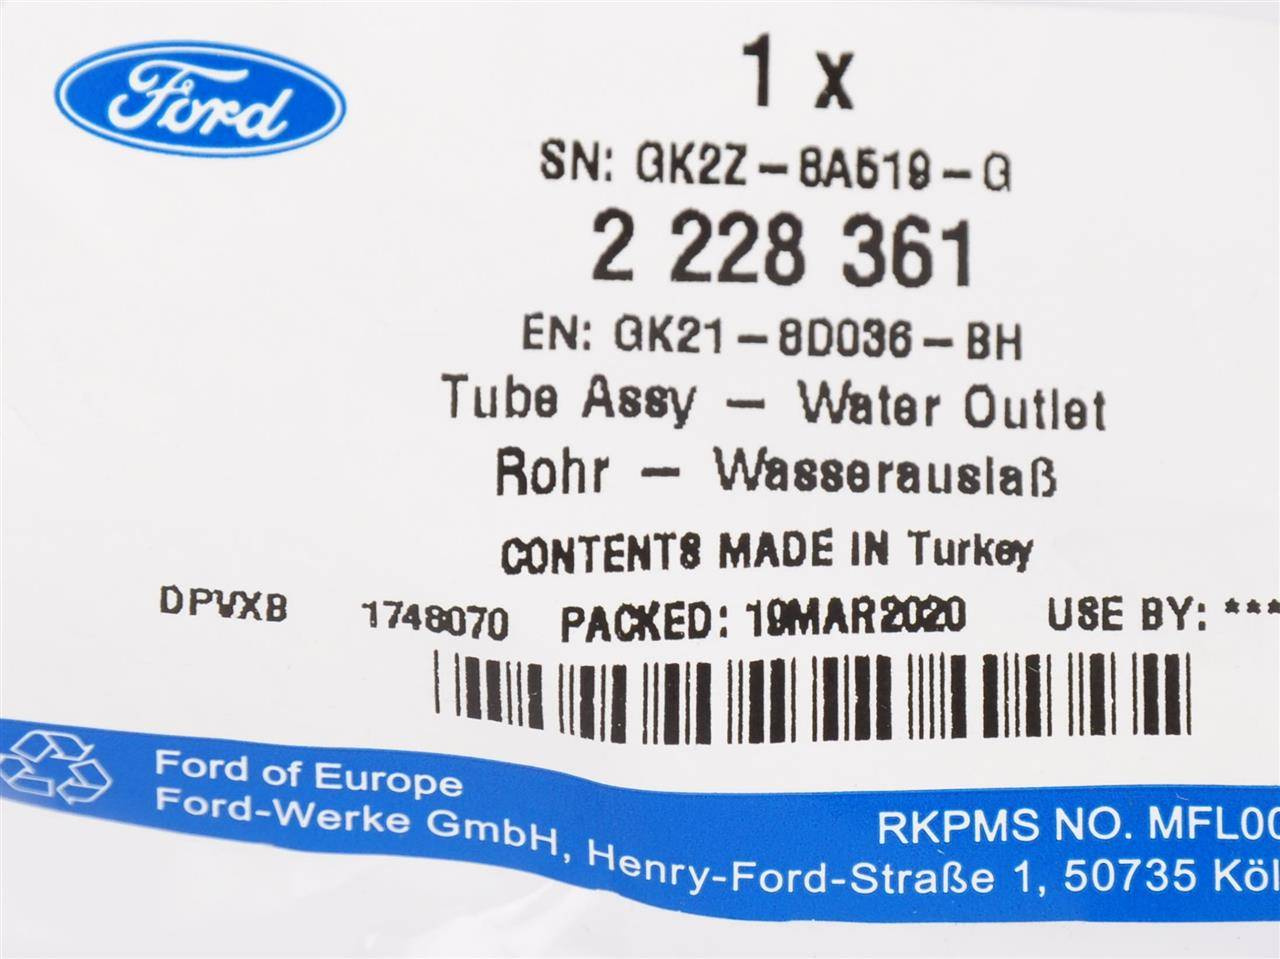 Ford
1 x
SN: GK2Z-8A519-G
2 228 361
EN: GK21-8D036-BH
Tube Assy - Water Outlet
Rohr - Wasserauslaß
CONTENTS MADE IN Turkey
DPVXB 1748070 PACKED: 19MAR2020 USE BY: ***
Ford of Europe
Ford-Werke GmbH, Henry-Ford-Straße 1, 50735 Köl
RKPMS NO. MFL00